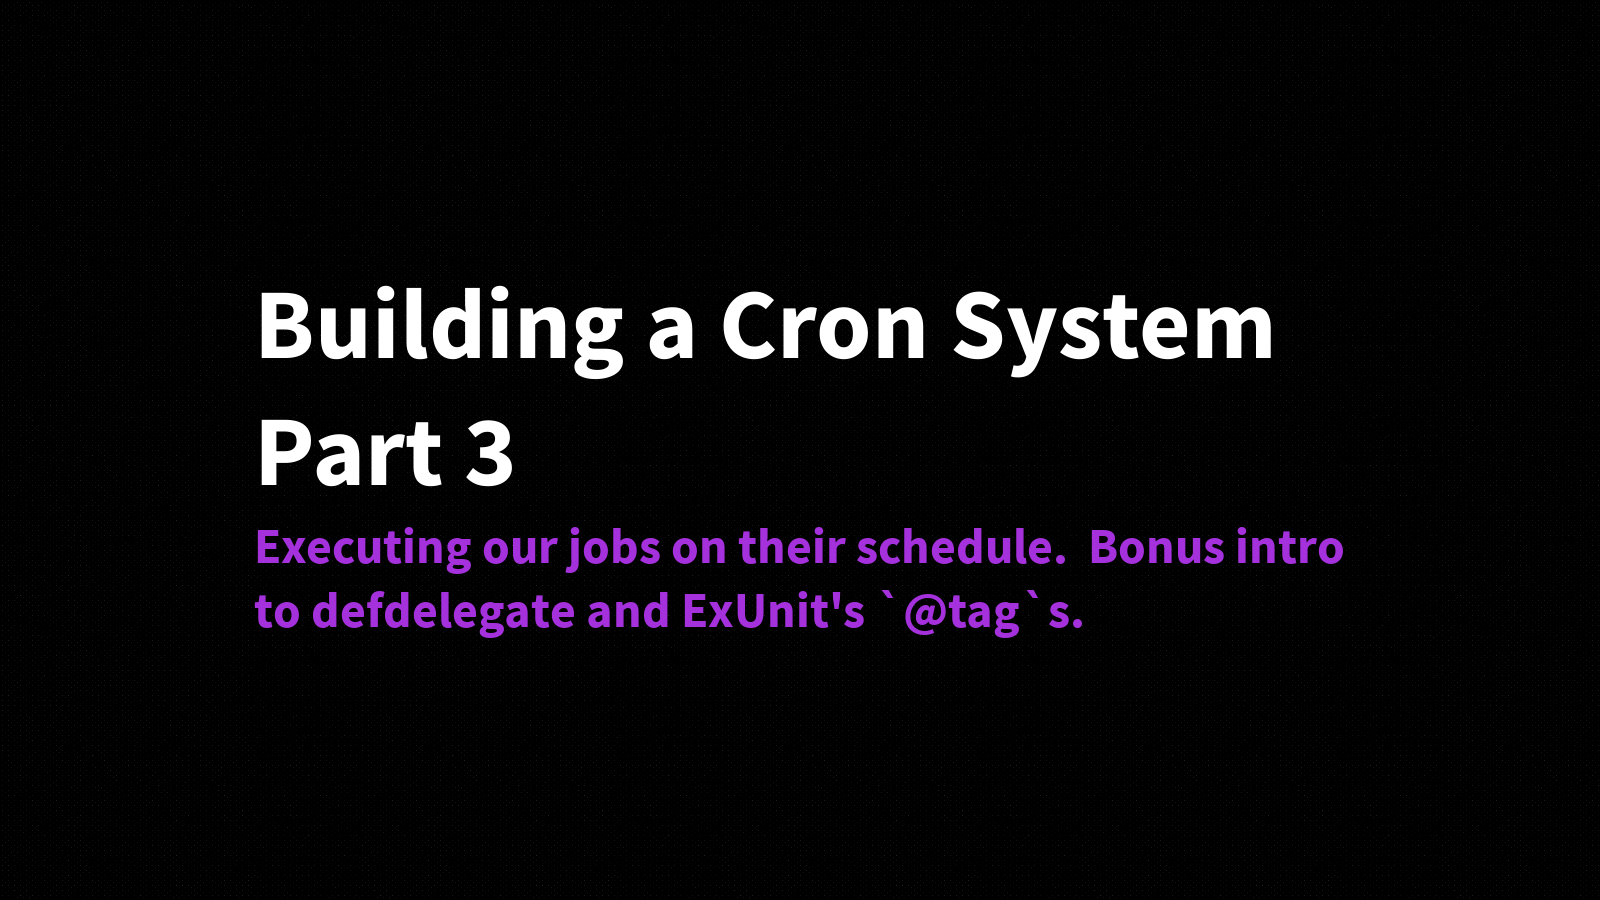 Building a Cron System
Part 3
Executing our jobs on their schedule.  Bonus intro
to defdelegate and ExUnit's `@tag`s.